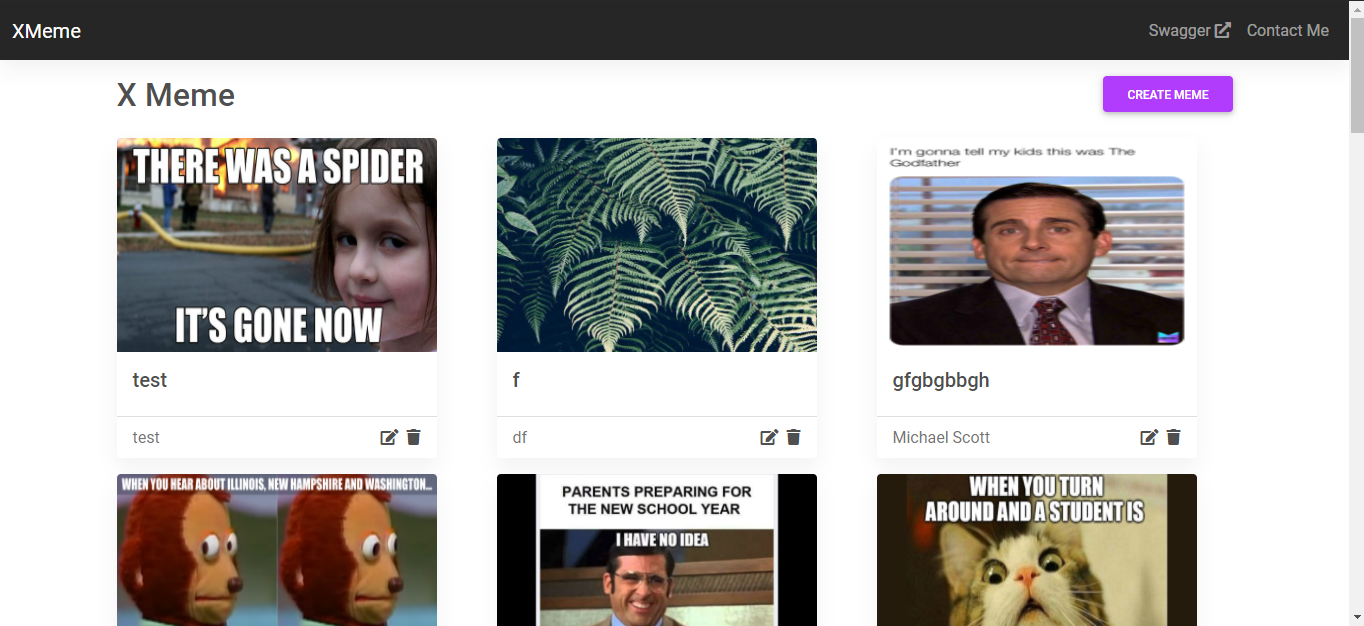 XMeme
Swagger
Contact Me
X Meme
CREATE MEME
THERE WAS A SPIDER
IT'S GONE NOW
test
test
f
df
I'm gonna tell my kids this was The
Godfather
gfgbgbbgh
Michael Scott
WHEN YOU HEAR ABOUT ILLINOIS, NEW HAMPSHIRE AND WASHINGTON...
PARENTS PREPARING FOR
THE NEW SCHOOL YEAR
I HAVE NO IDEA
WHEN YOU TURN
AROUND AND A STUDENT IS